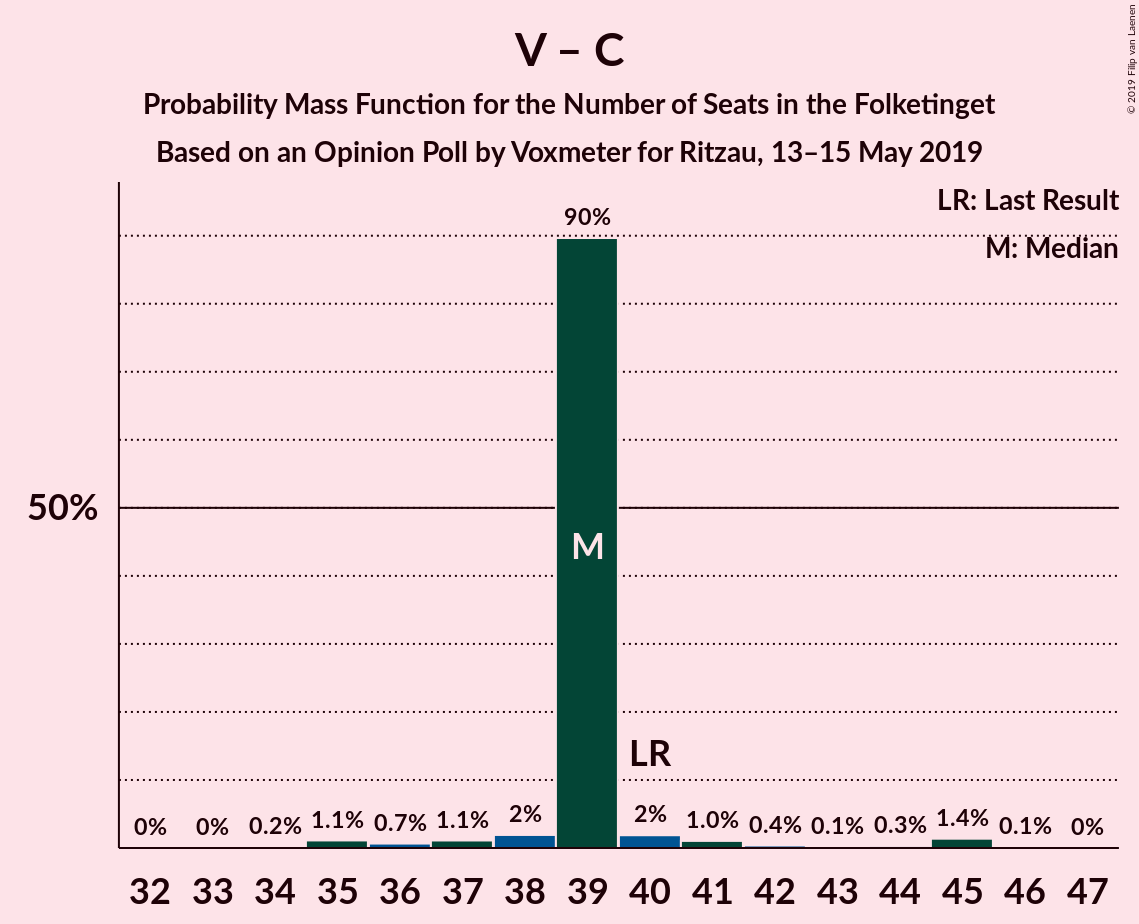 V – C
Probability Mass Function for the Number of Seats in the Folketinget
Based on an Opinion Poll by Voxmeter for Ritzau, 13–15 May 2019
© 2019 Filip van Laenen
LR: Last Result
M: Median
90%
50%
M
LR
0% 0% 0.2% 1.1% 0.7% 1.1% 2% 2% 1.0% 0.4% 0.1% 0.3% 1.4% 0.1% 0%
32 33 34 35 36 37 38 39 40 41 42 43 44 45 46 47